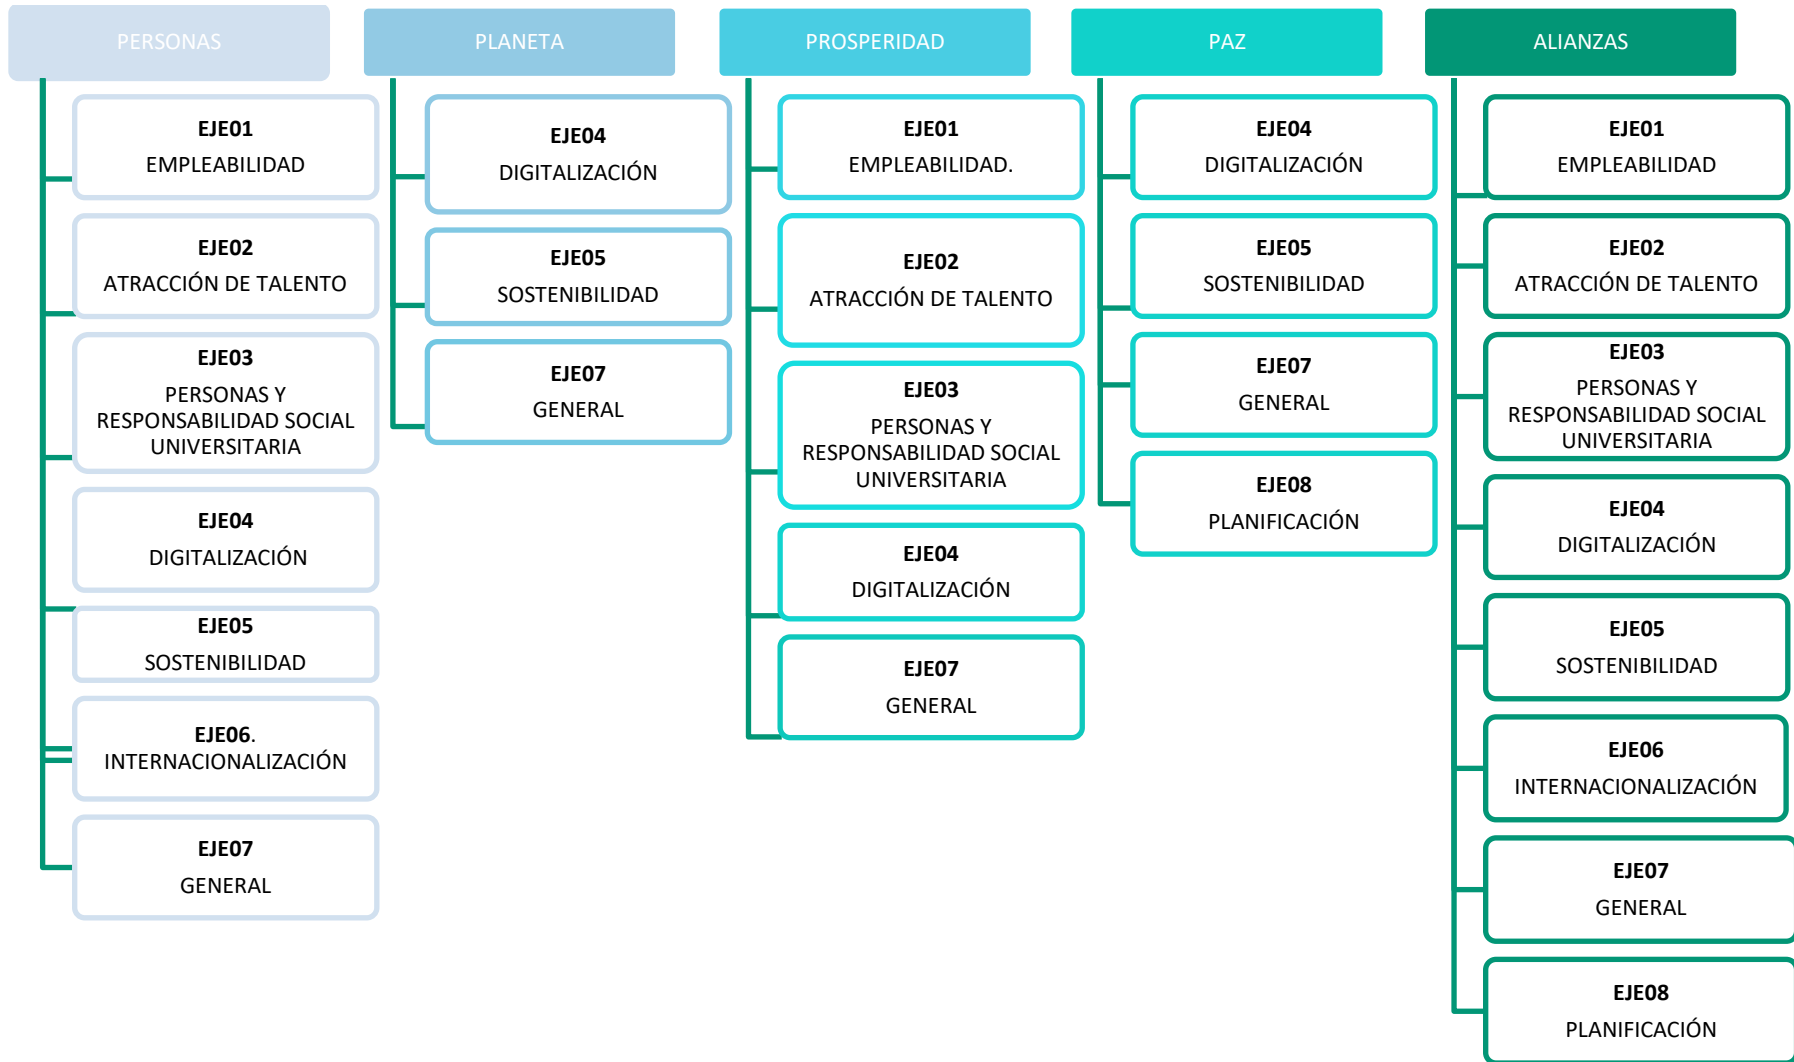 PERSONAS
EJE01
EMPLEABILIDAD
EJE02
ATRACCIÓN DE TALENTO
EJE03
PERSONAS Y
RESPONSABILIDAD SOCIAL
UNIVERSITARIA
EJE04
DIGITALIZACIÓN
EJE05
SOSTENIBILIDAD
EJE06.
INTERNACIONALIZACIÓN
EJE07
GENERAL
PLANETA
EJE04
DIGITALIZACIÓN
EJE05
SOSTENIBILIDAD
EJE07
GENERAL
PROSPERIDAD
EJE01
EMPLEABILIDAD.
EJE02
ATRACCIÓN DE TALENTO
EJE03
PERSONAS Y
RESPONSABILIDAD SOCIAL
UNIVERSITARIA
EJE04
DIGITALIZACIÓN
EJE07
GENERAL
PAZ
EJE04
DIGITALIZACIÓN
EJE05
SOSTENIBILIDAD
EJE07
GENERAL
EJE08
PLANIFICACIÓN
ALIANZAS
EJE01
EMPLEABILIDAD
EJE02
ATRACCIÓN DE TALENTO
EJE03
PERSONAS Y
RESPONSABILIDAD SOCIAL
UNIVERSITARIA
EJE04
DIGITALIZACIÓN
EJE05
SOSTENIBILIDAD
EJE06
INTERNACIONALIZACIÓN
EJE07
GENERAL
EJE08
PLANIFICACIÓN